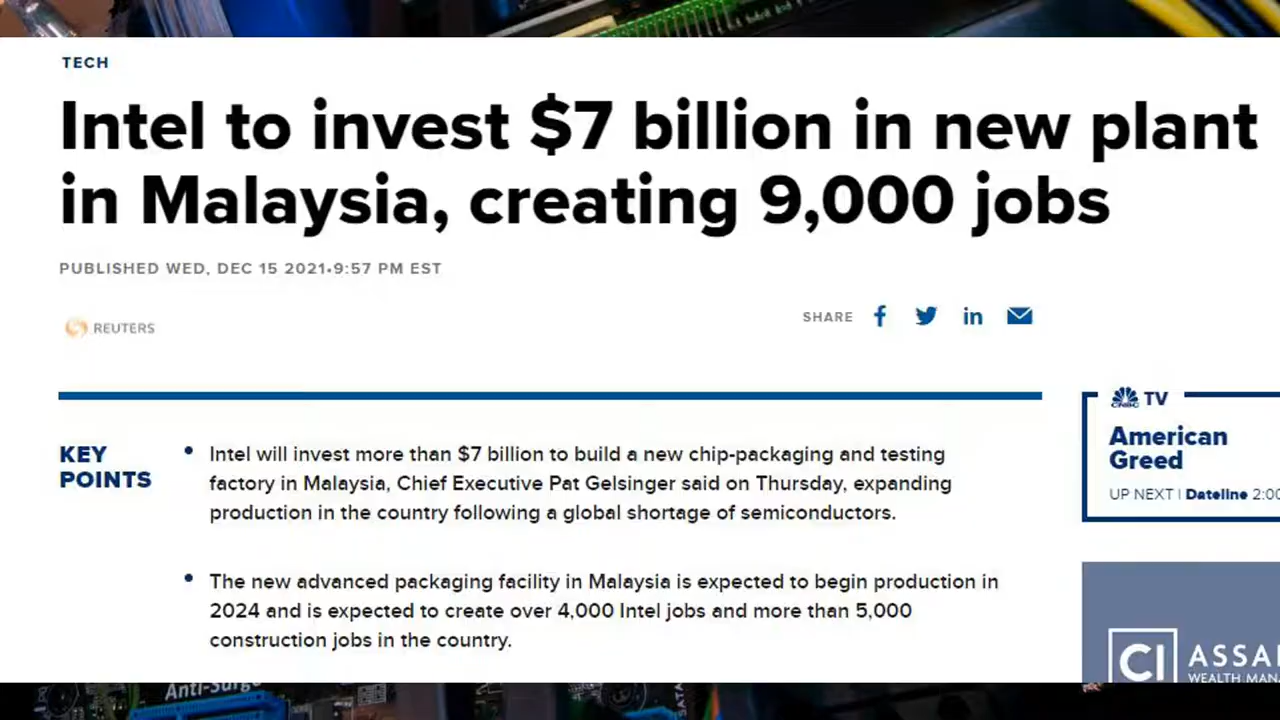 TECH
Intel to invest $7 billion in new plant
in Malaysia, creating 9,000 jobs
PUBLISHED WED, DEC 15 2021•9:57 PM EST
REUTERS
SHARE
KEY
POINTS
• Intel will invest more than $7 billion to build a new chip-packaging and testing
factory in Malaysia, Chief Executive Pat Gelsinger said on Thursday, expanding
production in the country following a global shortage of semiconductors.
• The new advanced packaging facility in Malaysia is expected to begin production in
2024 and is expected to create over 4,000 Intel jobs and more than 5,000
construction jobs in the country.
CNBC TV
American
Greed
UP NEXT | Dateline 2:00
CI ASSA
WEALTH MAN
Anti-Surge